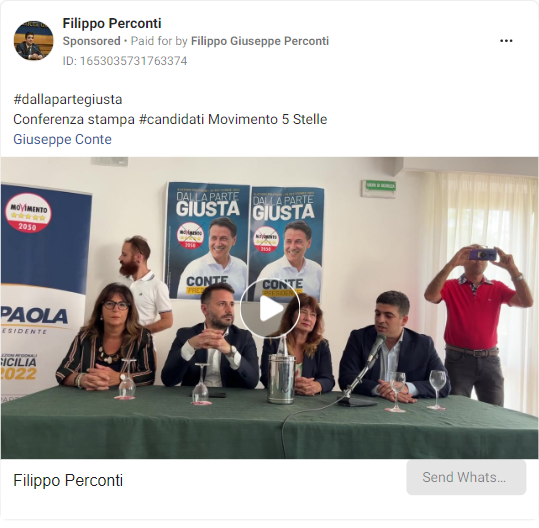 Filippo Perconti
Sponsored • Paid for by Filippo Giuseppe Perconti
ID: 1653035731763374
#dallapartegiusta
Conferenza stampa #candidati Movimento 5 Stelle
Giuseppe Conte
MOVIMENTO
2050
PAOLA
ESIDENTE
SICILIA
2022
DALLA PARTE
GIUSTA
CONTE
DALLA PARTE
GIUSTA
CONTE
Filippo Perconti
Send Whats...